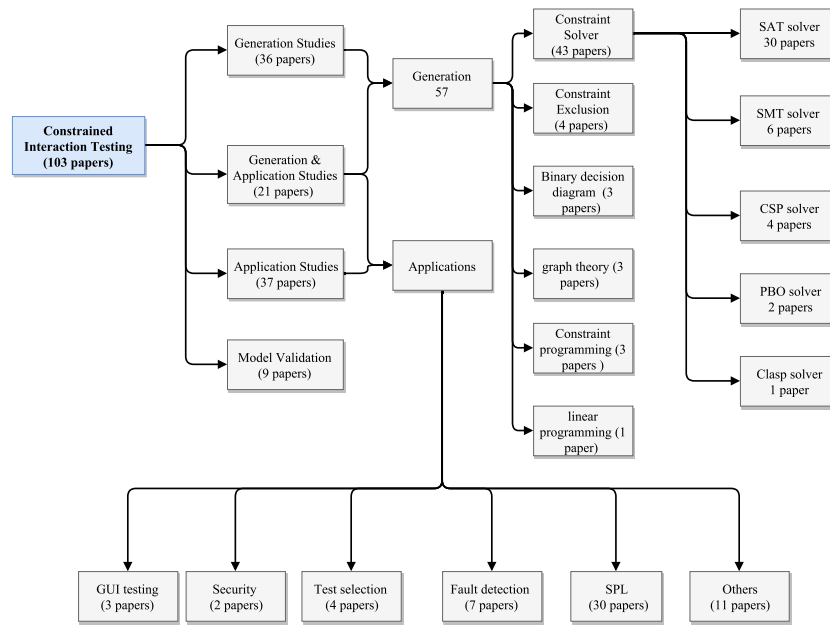 Constrained
Interaction Testing
(103 papers)
Generation Studies
(36 papers)
Generation &
Application Studies
(21 papers)
Application Studies
(37 papers)
Model Validation
(9 papers)
Generation
57
Applications
Constraint
Solver
(43 papers)
Constraint
Exclusion
(4 papers)
Binary decision
diagram (3
papers)
graph theory (3
papers)
Constraint
programming (3
papers )
linear
programming (1
paper)
SAT solver
30 papers
SMT solver
6 papers
CSP solver
4 papers
PBO solver
2 papers
Clasp solver
1 paper
GUI testing
(3 papers)
Security
(2 papers)
Test selection
(4 papers)
Fault detection
(7 papers)
SPL
(30 papers)
Others
(11 papers)